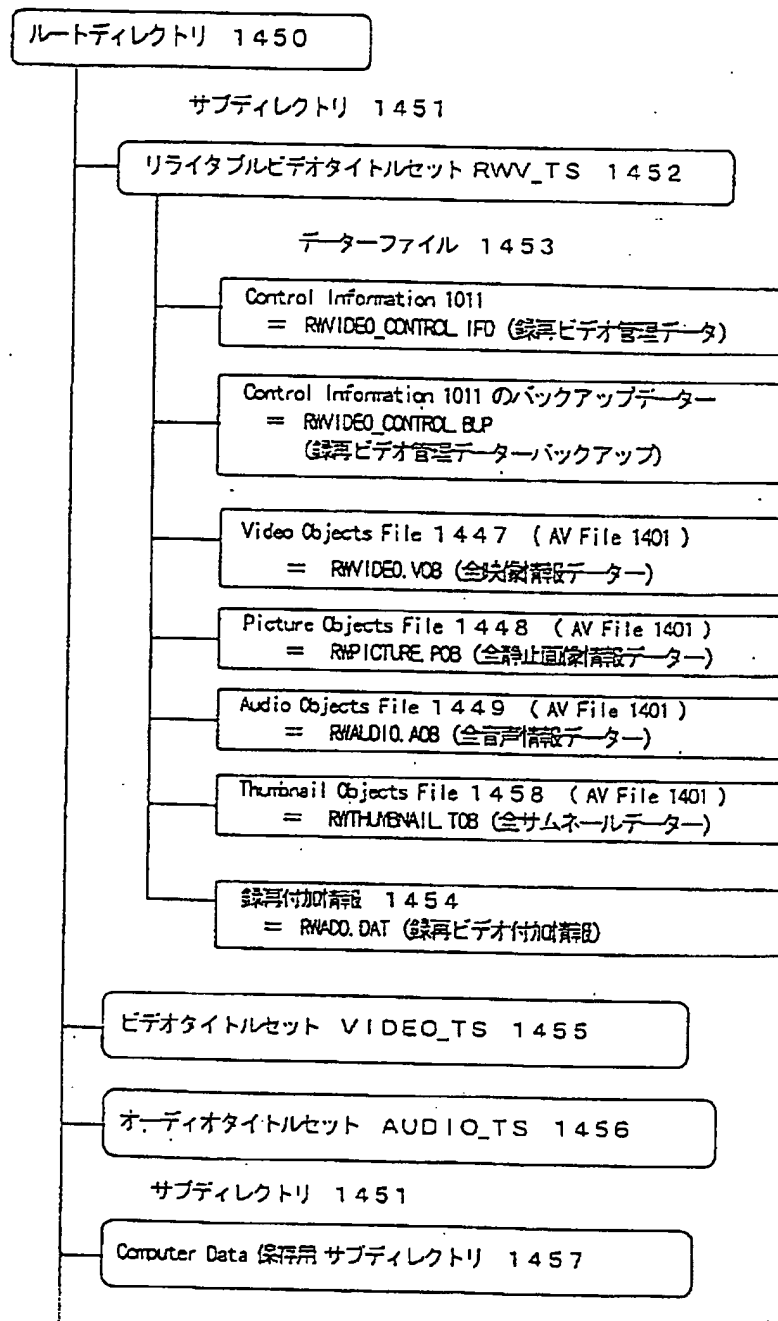 ルートディレクトリ 1450
サブディレクトリ 1451
リライタブルビデオタイトルセット RWV_TS 1452
データーファイル 1453
Control Information 1011
= RWVIDEO_CONTROL.IFO (録再ビデオ管理データ)
Control Information 1011 のバックアップデーター
= RWVIDEO_CONTROL.BUP
(録再ビデオ管理データーバックアップ)
Video Objects File 1447 (AV File 1401)
= RWVIDEO.VOB (全映像情報データー)
Picture Objects File 1448 (AV File 1401)
= RWPICTURE.POB (全静止画像情報データー)
Audio Objects File 1449 (AV File 1401)
= RWAUDIO.AOB (全音声情報データー)
Thumbnail Objects File 1458 (AV File 1401)
= RWTHUMBNAIL.TOB (全サムネールデーター)
録再付加情報 1454
= RWADD.DAT (録再ビデオ付加情報)
ビデオタイトルセット VIDEO_TS 1455
オーディオタイトルセット AUDIO_TS 1456
サブディレクトリ 1451
Computer Data 保存用 サブディレクトリ 1457